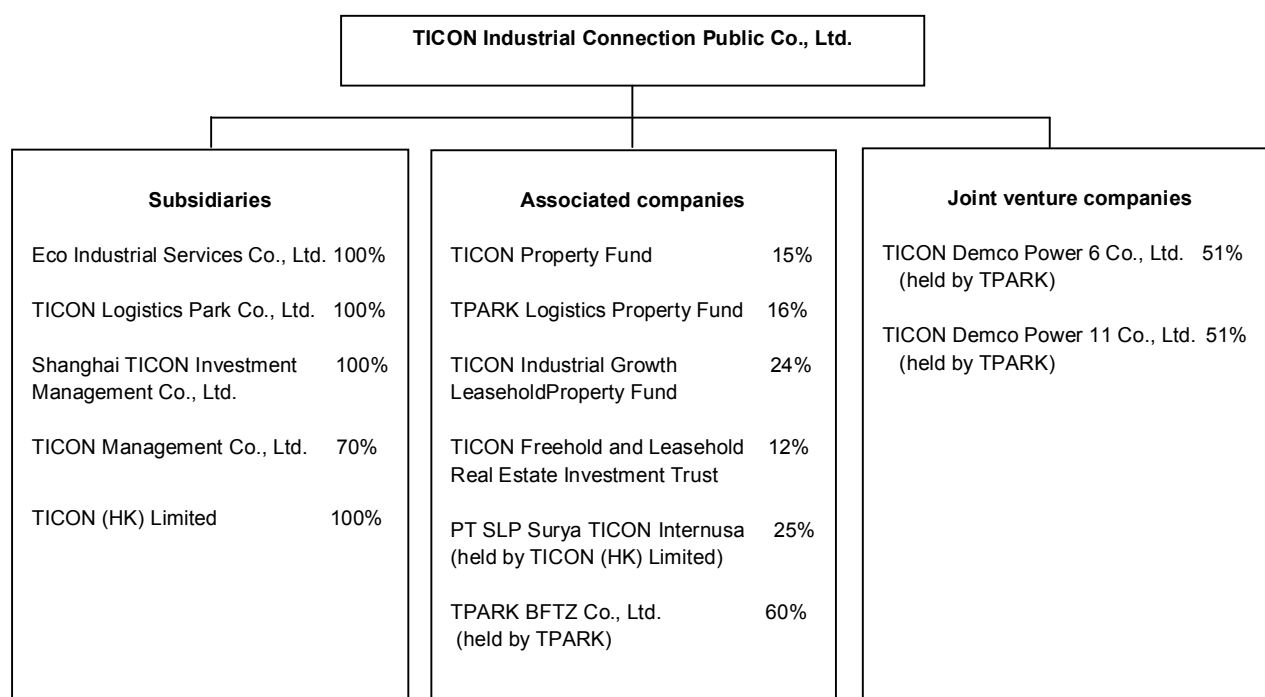 TICON Industrial Connection Public Co., Ltd.
Subsidiaries
Eco Industrial Services Co., Ltd. 100%
TICON Logistics Park Co., Ltd. 100%
Shanghai TICON Investment 100%
Management Co., Ltd.
TICON Management Co., Ltd. 70%
TICON (HK) Limited 100%
Associated companies
TICON Property Fund 15%
TPARK Logistics Property Fund 16%
TICON Industrial Growth 24%
LeaseholdProperty Fund
TICON Freehold and Leasehold 12%
Real Estate Investment Trust
PT SLP Surya TICON Internusa 25%
(held by TICON (HK) Limited)
TPARK BFTZ Co., Ltd. 60%
(held by TPARK)
Joint venture companies
TICON Demco Power 6 Co., Ltd. 51%
(held by TPARK)
TICON Demco Power 11 Co., Ltd. 51%
(held by TPARK)